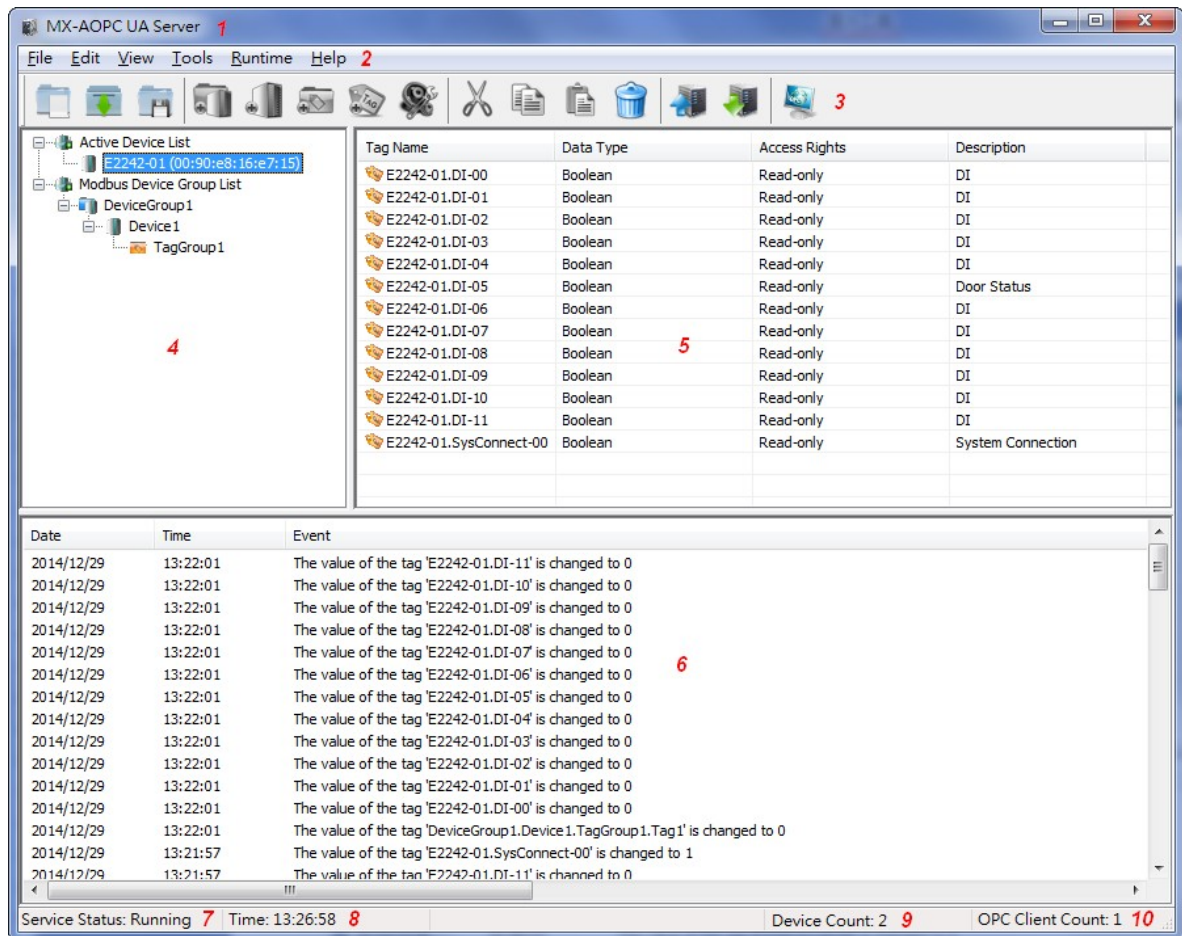 MX-AOPC UA Server 1
File Edit View Tools Runtime Help 2
TAG
3
Active Device List
E2242-01 (00:90:e8:16:e7:15)
Modbus Device Group List
DeviceGroup1
Device1
TagGroup1
4
Tag Name Data Type Access Rights Description
E2242-01.DI-00 Boolean Read-only DI
E2242-01.DI-01 Boolean Read-only DI
E2242-01.DI-02 Boolean Read-only DI
E2242-01.DI-03 Boolean Read-only DI
E2242-01.DI-04 Boolean Read-only DI
E2242-01.DI-05 Boolean Read-only Door Status
E2242-01.DI-06 Boolean Read-only DI
E2242-01.DI-07 Boolean Read-only DI
5
E2242-01.DI-08 Boolean Read-only DI
E2242-01.DI-09 Boolean Read-only DI
E2242-01.DI-10 Boolean Read-only DI
E2242-01.DI-11 Boolean Read-only DI
E2242-01.SysConnect-00 Boolean Read-only System Connection
Date Time Event
2014/12/29 13:22:01 The value of the tag 'E2242-01.DI-11' is changed to 0
2014/12/29 13:22:01 The value of the tag 'E2242-01.DI-10' is changed to 0
2014/12/29 13:22:01 The value of the tag 'E2242-01.DI-09' is changed to 0
2014/12/29 13:22:01 The value of the tag 'E2242-01.DI-08' is changed to 0
2014/12/29 13:22:01 The value of the tag 'E2242-01.DI-07' is changed to 0
6
2014/12/29 13:22:01 The value of the tag 'E2242-01.DI-06' is changed to 0
2014/12/29 13:22:01 The value of the tag 'E2242-01.DI-05' is changed to 0
2014/12/29 13:22:01 The value of the tag 'E2242-01.DI-04' is changed to 0
2014/12/29 13:22:01 The value of the tag 'E2242-01.DI-03' is changed to 0
2014/12/29 13:22:01 The value of the tag 'E2242-01.DI-02' is changed to 0
2014/12/29 13:22:01 The value of the tag 'E2242-01.DI-01' is changed to 0
2014/12/29 13:22:01 The value of the tag 'E2242-01.DI-00' is changed to 0
2014/12/29 13:22:01 The value of the tag 'DeviceGroup1.Device1.TagGroup1.Tag1' is changed to 0
2014/12/29 13:21:57 The value of the tag 'E2242-01.SysConnect-00' is changed to 1
2014/12/29 13:21:57 The value of the tag 'E2242-01.DI-11' is changed to 0
Service Status: Running 7 Time: 13:26:58 8 Device Count: 2 9 OPC Client Count: 1 10